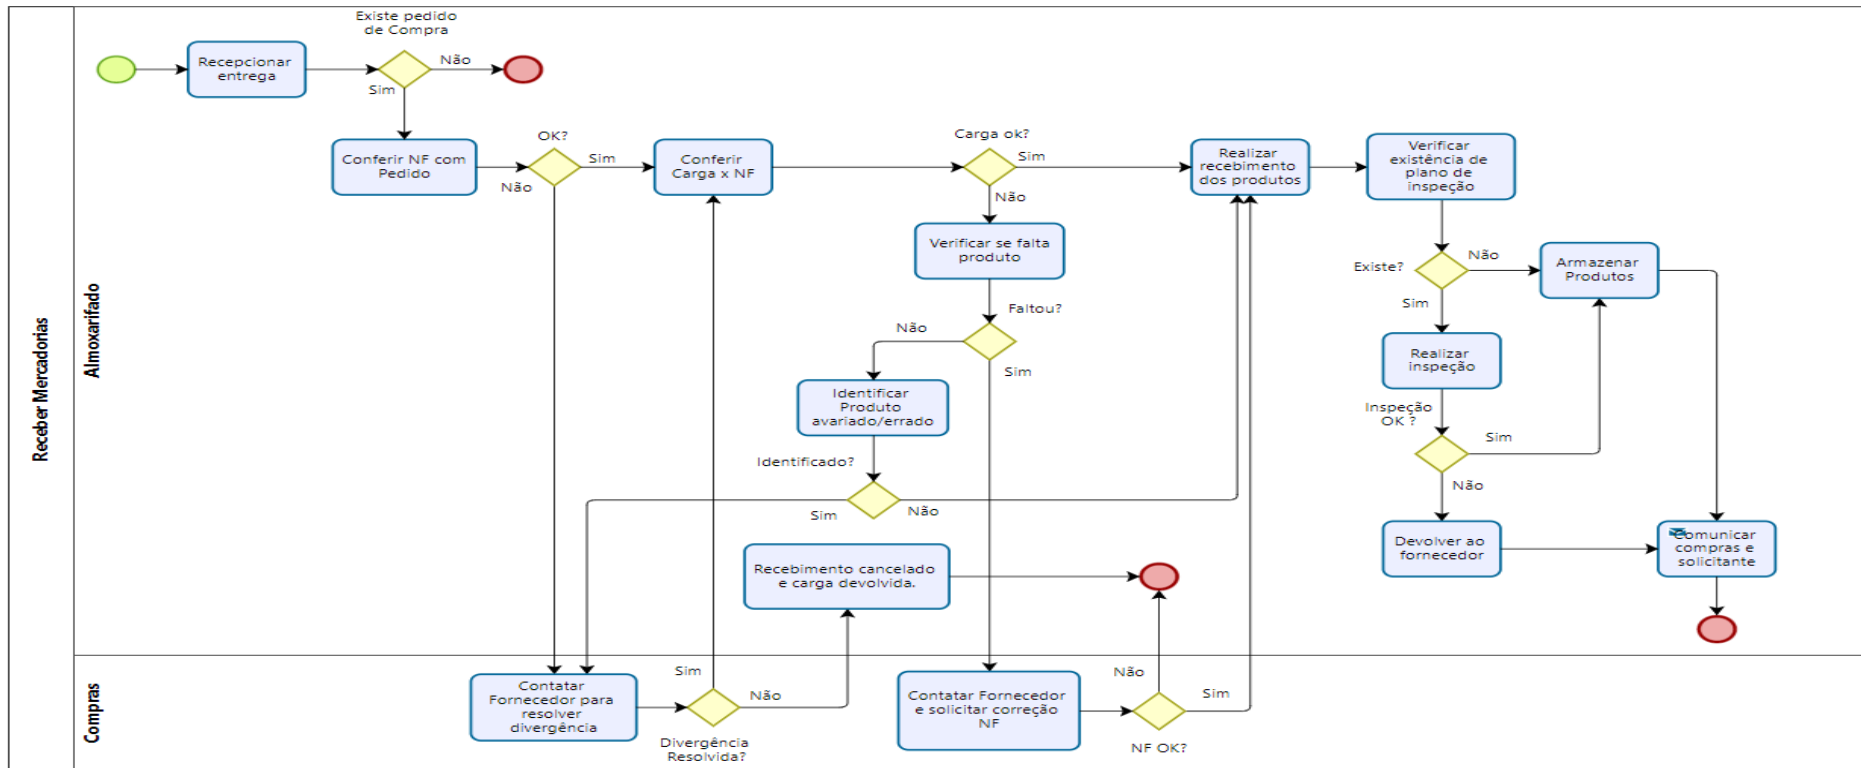 Receber Mercadorias
Almoxarifado
Existe pedido
de Compra
Recepcionar
entrega
Não
Sim
Conferir NF com
Pedido
OK?
Sim
Não
Conferir
Carga x NF
Carga ok?
Sim
Não
Realizar
recebimento
dos produtos
Verificar
existência de
plano de
inspeção
Verificar se falta
produto
Existe?
Não
Sim
Armazenar
Produtos
Faltou?
Não
Sim
Realizar
inspeção
Identificar
Produto
avariado/errado
Inspeção
OK ?
Sim
Não
Identificado?
Sim
Não
Devolver ao
fornecedor
Comunicar
compras e
solicitante
Recebimento cancelado
e carga devolvida.
Compras
Contatar
Fornecedor para
resolver
divergência
Sim
Não
Divergência
Resolvida?
Contatar Fornecedor
e solicitar correção
NF
Não
Sim
NF OK?